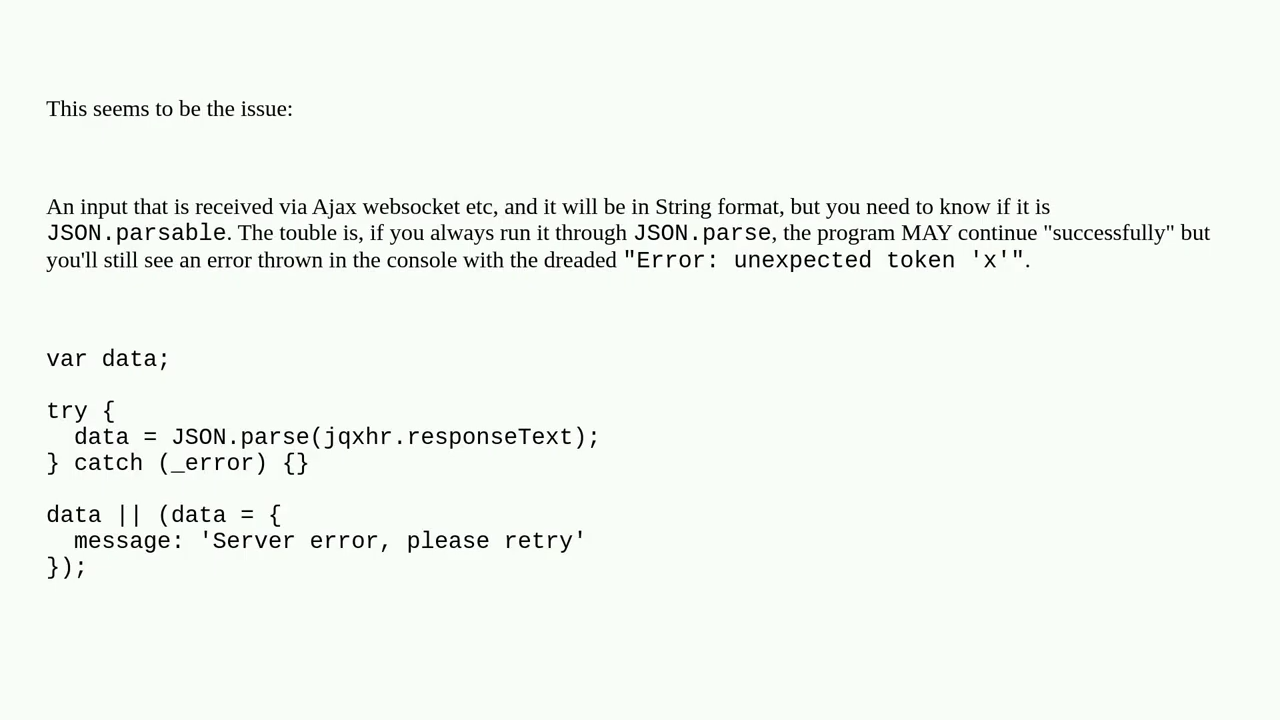 This seems to be the issue:
An input that is received via Ajax websocket etc, and it will be in String format, but you need to know if it is
JSON.parsable. The touble is, if you always run it through JSON.parse, the program MAY continue "successfully" but
you'll still see an error thrown in the console with the dreaded "Error: unexpected token 'x'".
var data;
try {
  data = JSON.parse(jqxhr.responseText);
} catch (_error) {}
data || (data = {
  message: 'Server error, please retry'
});